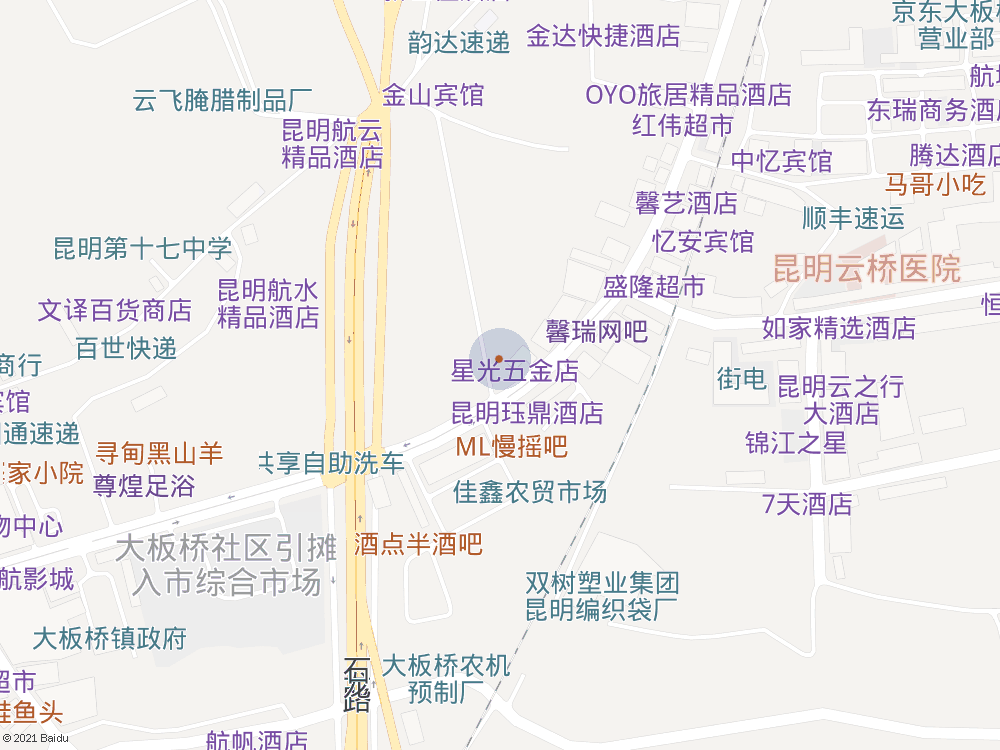 京东大板桥
营业部
韵达速递
金达快捷酒店
航城
云飞腌腊制品厂
金山宾馆
OYO旅居精品酒店
东瑞商务酒店
昆明航云
精品酒店
红伟超市
中忆宾馆
腾达酒店
马哥小吃
馨艺酒店
顺丰速运
昆明第十七中学
忆安宾馆
昆明云桥医院
昆明航水
精品酒店
盛隆超市
文译百货商店
恒
馨瑞网吧
如家精选酒店
百世快递
商行
星光五金店
街电
昆明云之行
大酒店
宾馆
昆明珏鼎酒店
通速递
寻甸黑山羊
ML慢摇吧
锦江之星
家小院
共享自助洗车
尊煌足浴
佳鑫农贸市场
7天酒店
物中心
大板桥社区引摊
入市综合市场
酒点半酒吧
航影城
双树塑业集团
昆明编织袋厂
大板桥镇政府
石
路
大板桥农机
预制厂
超市
鱼头
航帆酒店
© 2021 Baidu